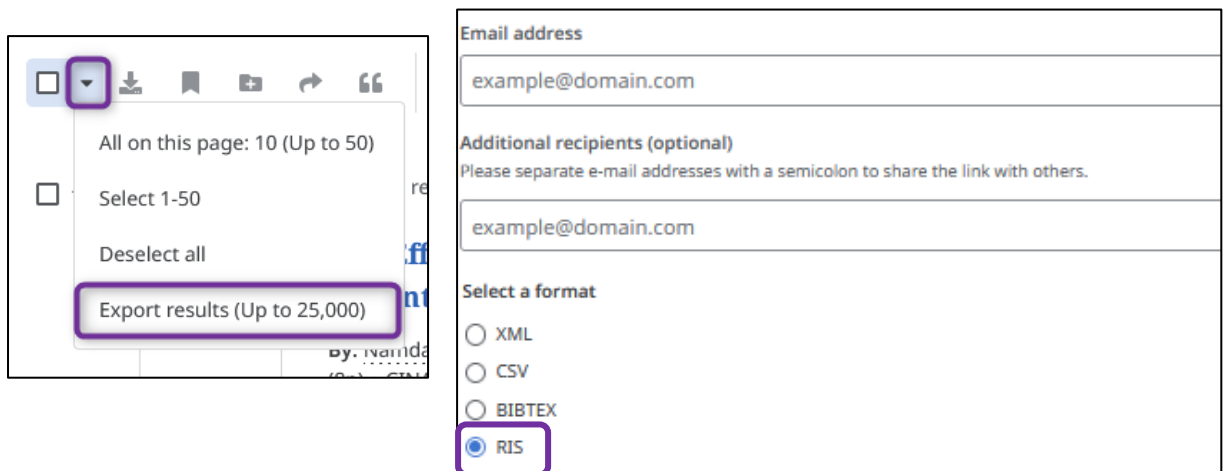 All on this page: 10 (Up to 50)
Select 1-50
re
Deselect all
Export results (Up to 25,000)
By: Namda
Email address
example@domain.com
Additional recipients (optional)
Please separate e-mail addresses with a semicolon to share the link with others.
example@domain.com
Select a format
XML
CSV
BIBTEX
RIS